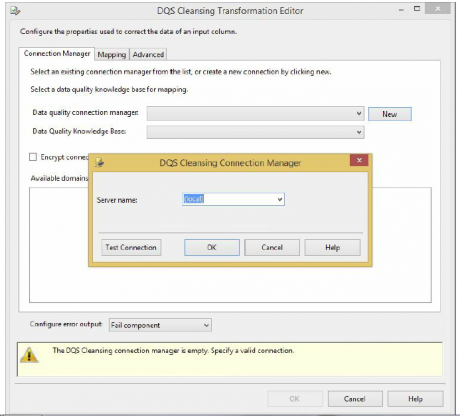 DQS Cleansing Transformation Editor
Configure the properties used to correct the data of an input column.
Connection Manager Mapping Advanced
Select an existing connection manager from the list, or create a new connection by clicking new.
Select a data quality knowledge base for mapping.
Data quality connection manager: New
Data Quality Knowledge Base:
Encrypt connec
Available domains
DQS Cleansing Connection Manager
Server name: (local)
Test Connection OK Cancel Help
Configure error output: Fail component
The DQS Cleansing connection manager is empty. Specify a valid connection.
OK Cancel Help